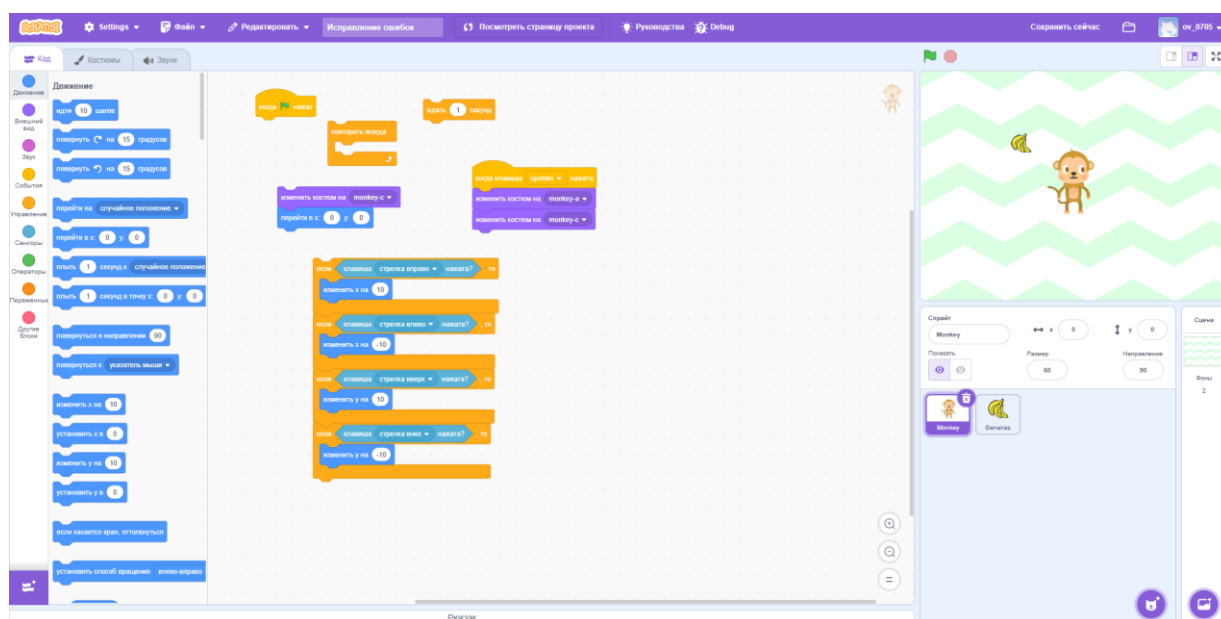 SCRATCH Settings Файл Редактировать Исправление ошибок Посмотреть страницу проекта Руководства Debug Сохранить сейчас ov_0705
Код Костюмы Звуки
Движение
Внешний вид
Звук
События
Управление
Сенсоры
Операторы
Переменные
Другие блоки
Движение
идти 10 шагов
повернуть на 15 градусов
повернуть на 15 градусов
перейти на случайное положение
перейти в x: 0 y: 0
плыть 1 секунд к случайное положение
плыть 1 секунд в точку x: 0 y: 0
повернуться в направлении 90
повернуться к указатель мыши
изменить x на 10
установить x в 0
изменить y на 10
установить y в 0
если касается края, оттолкнуться
установить способ вращения влево-вправо
когда нажат
ждать 1 секунд
повторять всегда
когда клавиша пробел нажата
изменить костюм на monkey-a
изменить костюм на monkey-c
изменить костюм на monkey-c
перейти в x: 0 y: 0
если клавиша стрелка вправо нажата? , то
изменить x на 10
если клавиша стрелка влево нажата? , то
изменить x на -10
если клавиша стрелка вверх нажата? , то
изменить y на 10
если клавиша стрелка вниз нажата? , то
изменить y на -10
Рюкзак
Спрайт
Monkey x 0 y 0
Показать Размер Направление
60 90
Monkey Bananas
Сцена
Фоны
2